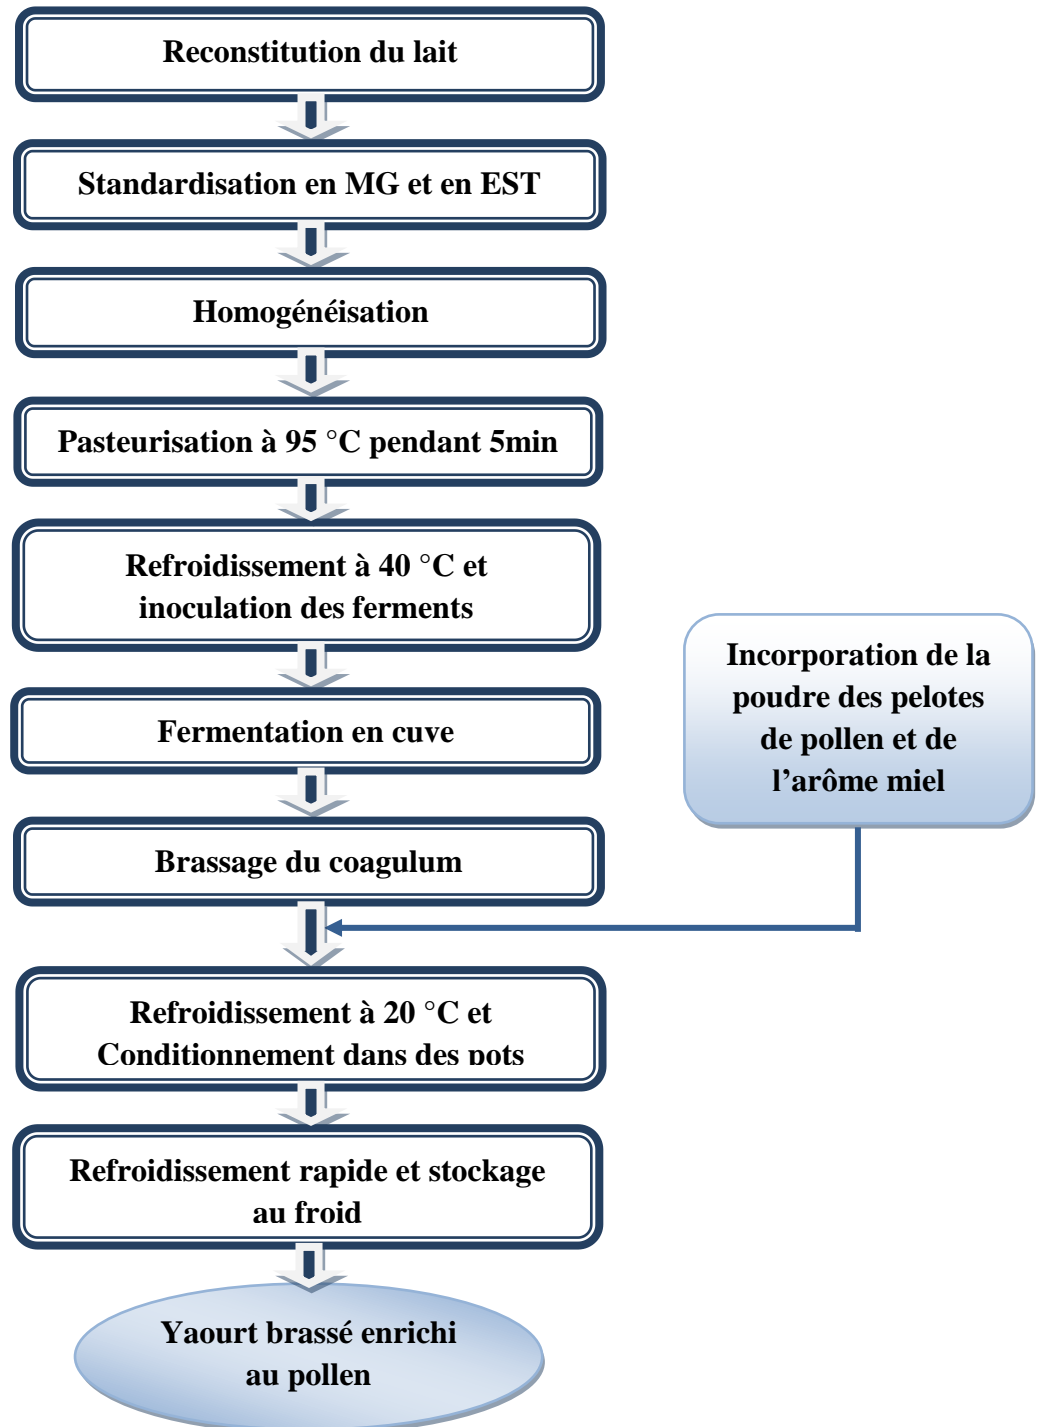 Reconstitution du lait
Standardisation en MG et en EST
Homogénéisation
Pasteurisation à 95 °C pendant 5min
Refroidissement à 40 °C et
inoculation des ferments
Fermentation en cuve
Brassage du coagulum
Incorporation de la
poudre des pelotes
de pollen et de
l’arôme miel
Refroidissement à 20 °C et
Conditionnement dans des pots
Refroidissement rapide et stockage
au froid
Yaourt brassé enrichi
au pollen